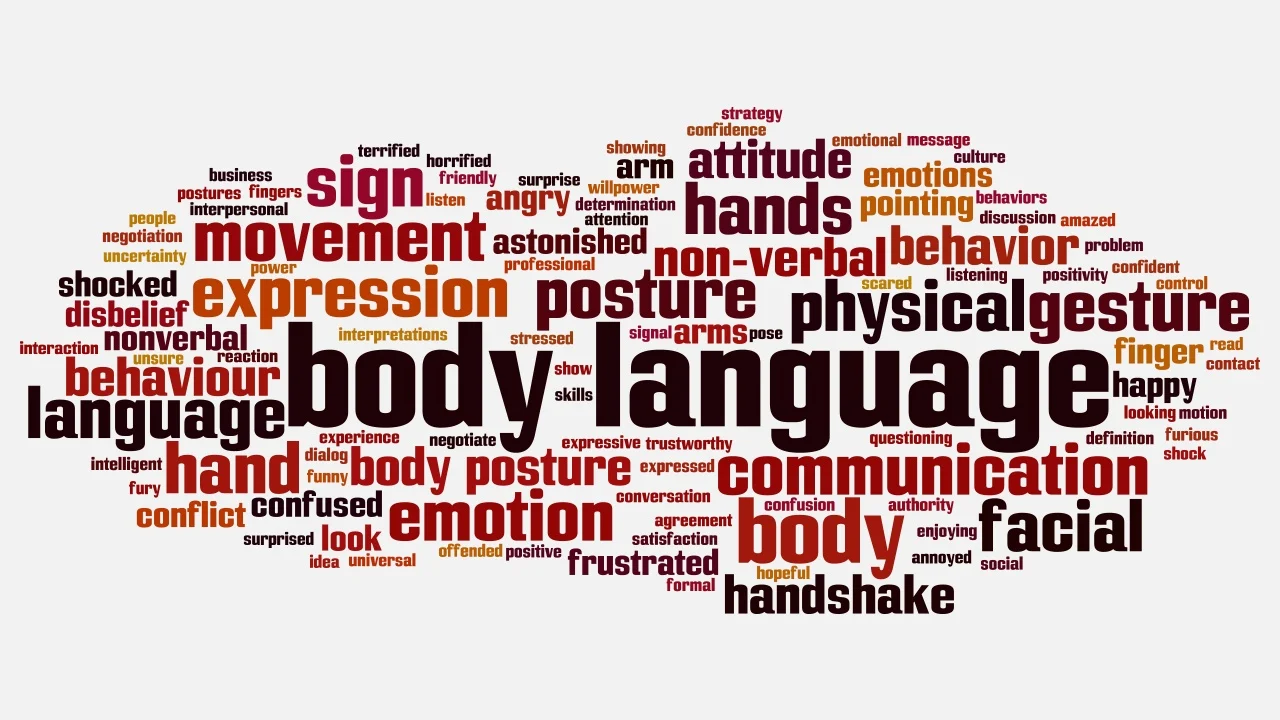 strategy
confidence
emotional message
showing
terrified
attitude
culture
horrified
arm
surprise
business
emotions
friendly
sign
willpower
postures fingers
behaviors
listen
angry
determination
pointing
interpersonal
hands
discussion
amazed
people
attention
negotiation
movement
astonished
behavior
problem
uncertainty
non-verbal
professional
power
listening
positivity
confident
shocked
expression
posture
scared
control
physical
gesture
disbelief
nonverbal
interpretations
stressed
signal
arms
pose
finger
read
interaction
unsure
reaction
contact
show
behaviour
body language
happy
skills
language
looking
motion
experience
negotiate
expressive
trustworthy
questioning
definition
furious
dialog
shock
intelligent
hand
body posture
expressed
communication
funny
fury
conversation
confused
confusion
authority
conflict
emotion
agreement
body
facial
enjoying
surprised
look
satisfaction
offended
positive
annoyed
idea
universal
frustrated
social
hopeful
formal
handshake